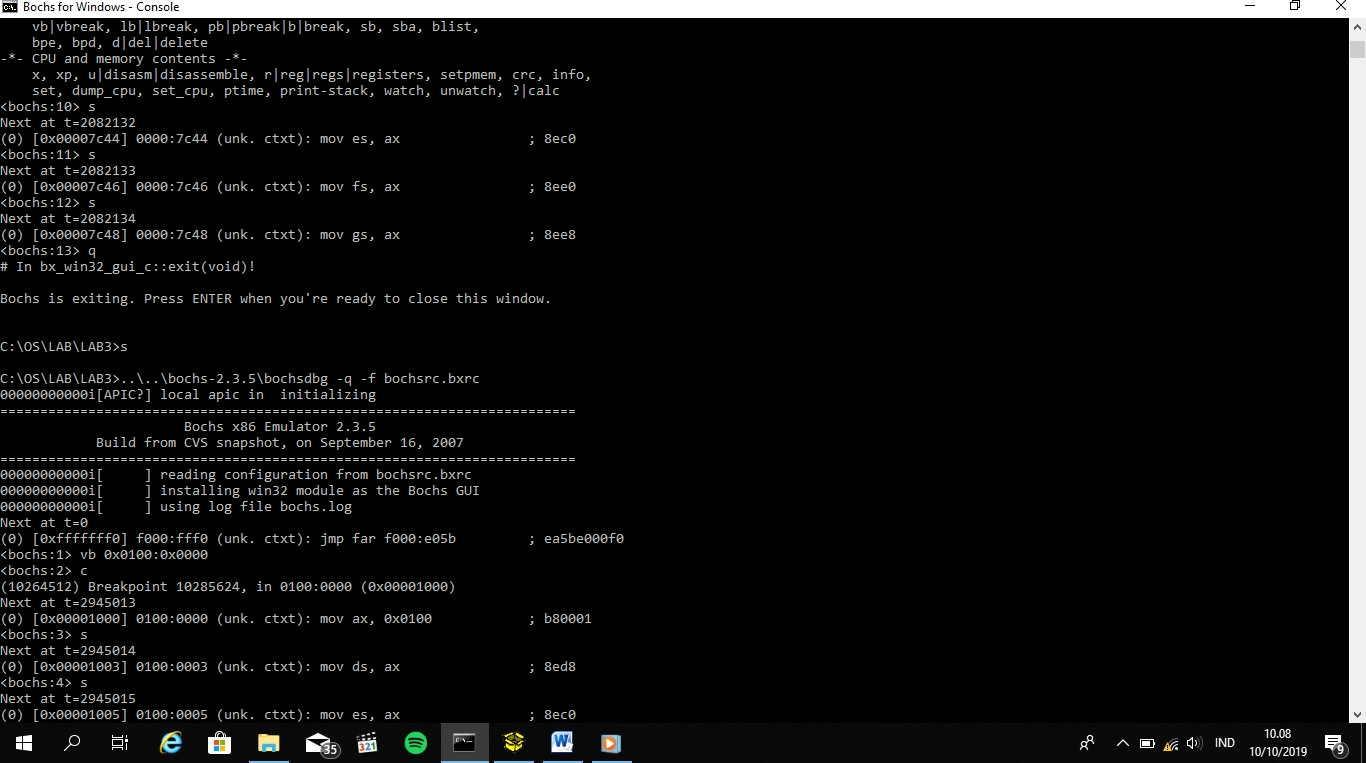 Bochs for Windows - Console
    vb|vbreak, lb|lbreak, pb|pbreak|b|break, sb, sba, blist,
    bpe, bpd, d|del|delete
-*- CPU and memory contents -*-
    x, xp, u|disasm|disassemble, r|reg|regs|registers, setpmem, crc, info,
    set, dump_cpu, set_cpu, ptime, print-stack, watch, unwatch, ?|calc
<bochs:10> s
Next at t=2082132
(0) [0x00007c44] 0000:7c44 (unk. ctxt): mov es, ax                ; 8ec0
<bochs:11> s
Next at t=2082133
(0) [0x00007c46] 0000:7c46 (unk. ctxt): mov fs, ax                ; 8ee0
<bochs:12> s
Next at t=2082134
(0) [0x00007c48] 0000:7c48 (unk. ctxt): mov gs, ax                ; 8ee8
<bochs:13> q
# In bx_win32_gui_c::exit(void)!
Bochs is exiting. Press ENTER when you're ready to close this window.
C:\OS\LAB\LAB3>s
C:\OS\LAB\LAB3>..\..\bochs-2.3.5\bochsdbg -q -f bochsrc.bxrc
00000000000i[APIC?] local apic in  initializing
========================================================================
                       Bochs x86 Emulator 2.3.5
            Build from CVS snapshot, on September 16, 2007
========================================================================
00000000000i[     ] reading configuration from bochsrc.bxrc
00000000000i[     ] installing win32 module as the Bochs GUI
00000000000i[     ] using log file bochs.log
Next at t=0
(0) [0xfffffff0] f000:fff0 (unk. ctxt): jmp far f000:e05b         ; ea5be000f0
<bochs:1> vb 0x0100:0x0000
<bochs:2> c
(10264512) Breakpoint 10285624, in 0100:0000 (0x00001000)
Next at t=2945013
(0) [0x00001000] 0100:0000 (unk. ctxt): mov ax, 0x0100            ; b80001
<bochs:3> s
Next at t=2945014
(0) [0x00001003] 0100:0003 (unk. ctxt): mov ds, ax                ; 8ed8
<bochs:4> s
Next at t=2945015
(0) [0x00001005] 0100:0005 (unk. ctxt): mov es, ax                ; 8ec0
35
321
IND
10.08
10/10/2019
9